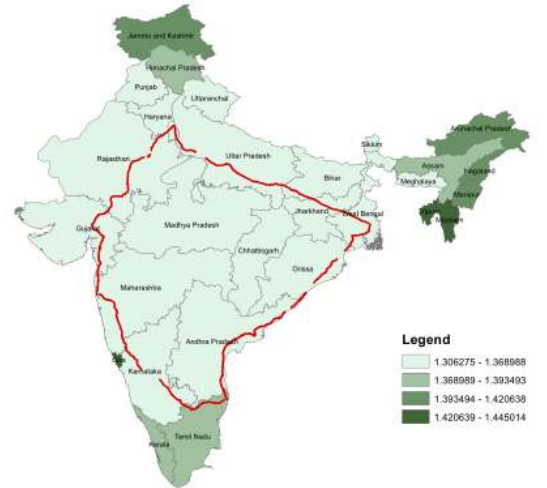 Jammu and Kashmir
Himachal Pradesh
Punjab
Uttaranchal
Haryana
Sikkim
Arunachal Pradesh
Rajasthan
Uttar Pradesh
Assam
Nagaland
Bihar
Meghalaya
Manipur
Jharkhand
West Bengal
Mizoram
Gujarat
Madhya Pradesh
Chhattisgarh
Orissa
Maharashtra
Andhra Pradesh
Goa
Karnataka
Tamil Nadu
Kerala
Legend
1.306275 - 1.368988
1.368989 - 1.393493
1.393494 - 1.420638
1.420639 - 1.445014